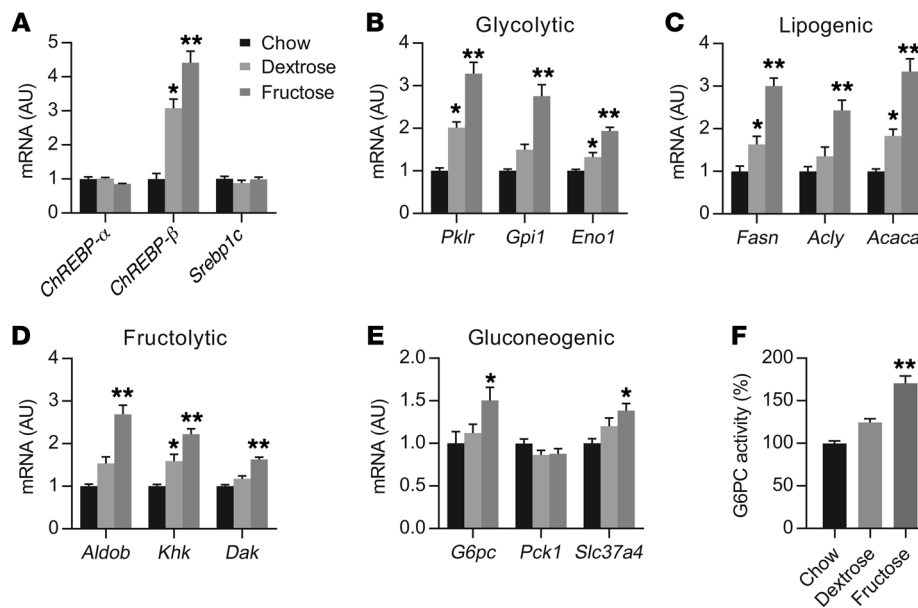 A
mRNA (AU)
5
4
3
2
1
0
**
*
Chow
Dextrose
Fructose
ChREBP-α
ChREBP-β
Srebp1c
B
Glycolytic
mRNA (AU)
4
3
2
1
0
*
**
**
*
**
Pklr Gpi1 Eno1
C
Lipogenic
mRNA (AU)
4
3
2
1
0
*
**
**
*
**
Fasn Acly Acaca
D
Fructolytic
mRNA (AU)
4
3
2
1
0
**
*
**
**
Aldob Khk Dak
E
Gluconeogenic
mRNA (AU)
2.0
1.5
1.0
0.5
0.0
*
*
G6pc Pck1 Slc37a4
F
G6PC activity (%)
200
150
100
50
0
**
Chow
Dextrose
Fructose